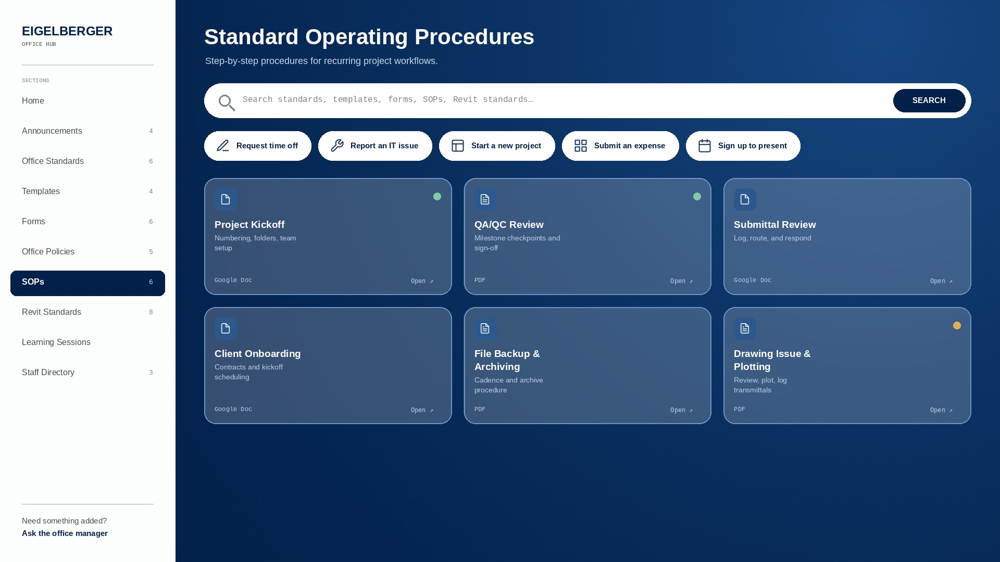 EIGELBERGER
OFFICE HUB
SECTIONS
Home
Announcements 4
Office Standards 6
Templates 4
Forms 6
Office Policies 5
SOPs 6
Revit Standards 8
Learning Sessions
Staff Directory 3
Need something added?
Ask the office manager
Standard Operating Procedures
Step-by-step procedures for recurring project workflows.
Search standards, templates, forms, SOPs, Revit standards…
SEARCH
Request time off
Report an IT issue
Start a new project
Submit an expense
Sign up to present
Project Kickoff
Numbering, folders, team
setup
Google Doc
Open ↗
QA/QC Review
Milestone checkpoints and
sign-off
PDF
Open ↗
Submittal Review
Log, route, and respond
Google Doc
Open ↗
Client Onboarding
Contracts and kickoff
scheduling
Google Doc
Open ↗
File Backup &
Archiving
Cadence and archive
procedure
PDF
Open ↗
Drawing Issue &
Plotting
Review, plot, log
transmittals
PDF
Open ↗